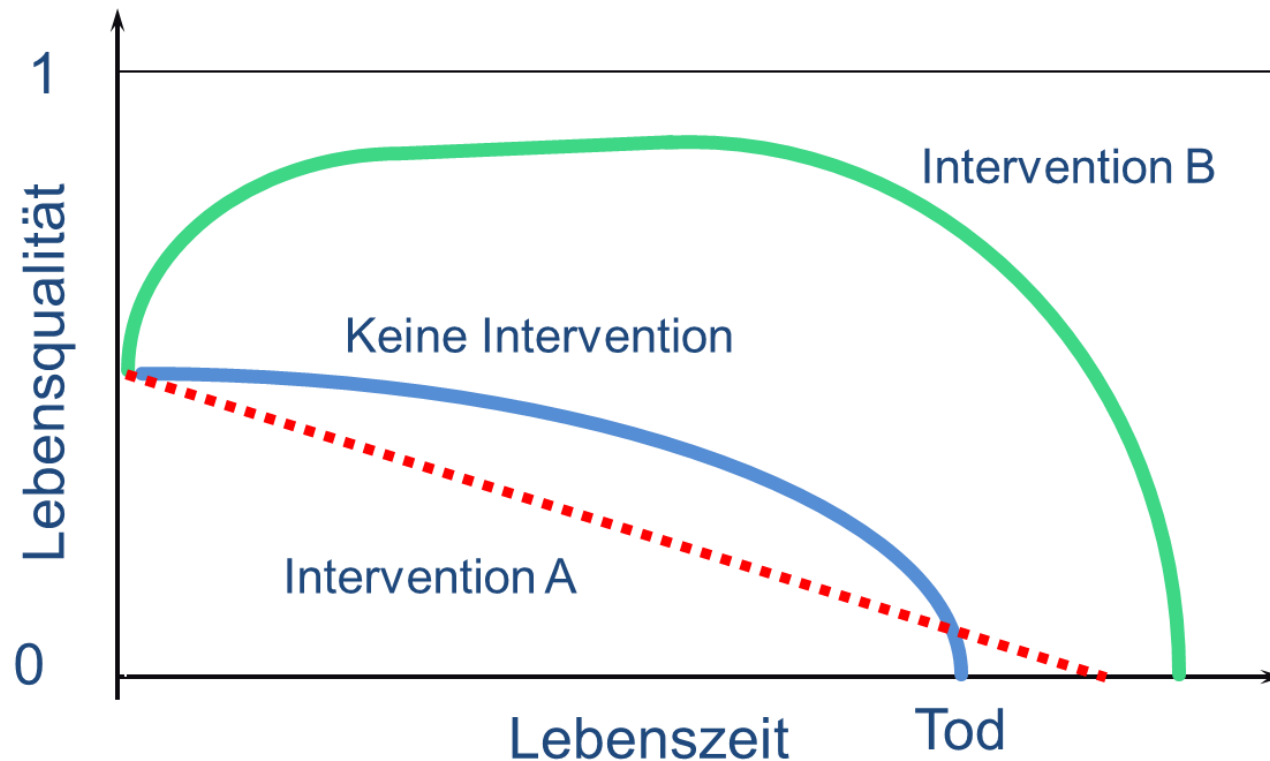 1
Lebensqualität
Intervention B
Keine Intervention
Intervention A
0
Lebenszeit
Tod